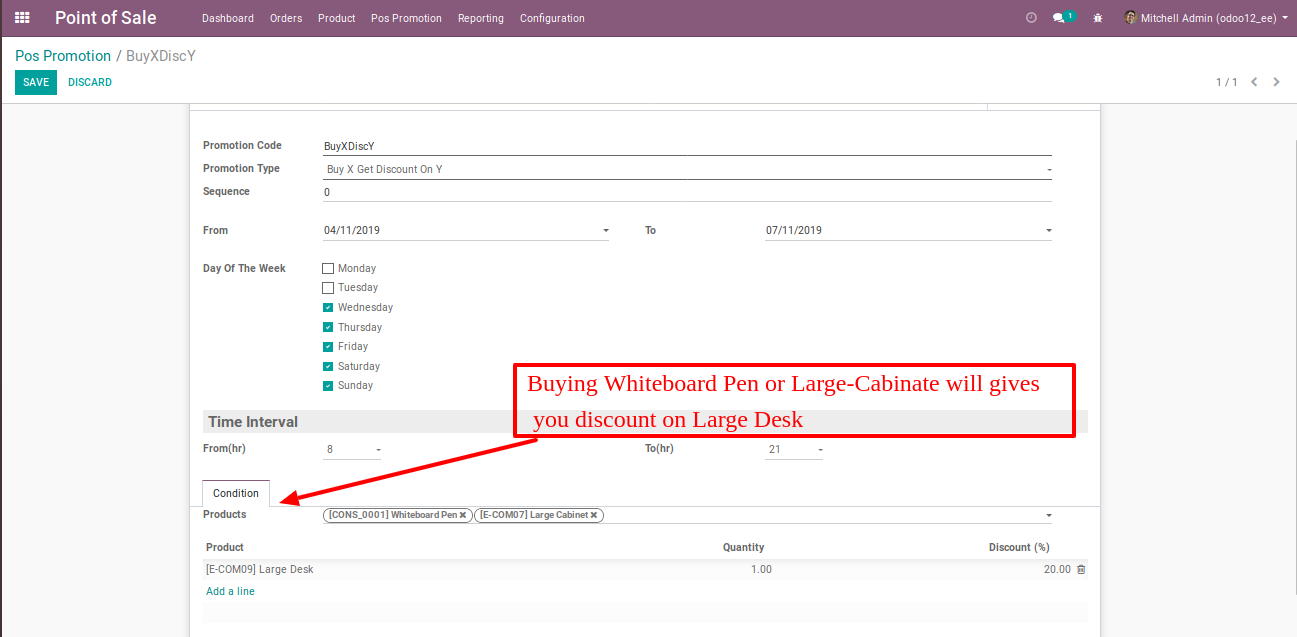 Point of Sale Dashboard Orders Product Pos Promotion Reporting Configuration 1 Mitchell Admin (odoo12_ee)
Pos Promotion / BuyXDiscY
SAVE DISCARD 1 / 1
Promotion Code BuyXDiscY
Promotion Type Buy X Get Discount On Y
Sequence 0
From 04/11/2019 To 07/11/2019
Day Of The Week Monday
Tuesday
Wednesday
Thursday
Friday
Saturday
Sunday
Buying Whiteboard Pen or Large-Cabinate will gives
you discount on Large Desk
Time Interval
From(hr) 8 To(hr) 21
Condition
Products [CONS_0001] Whiteboard Pen [E-COM07] Large Cabinet
Product Quantity Discount (%)
[E-COM09] Large Desk 1.00 20.00
Add a line